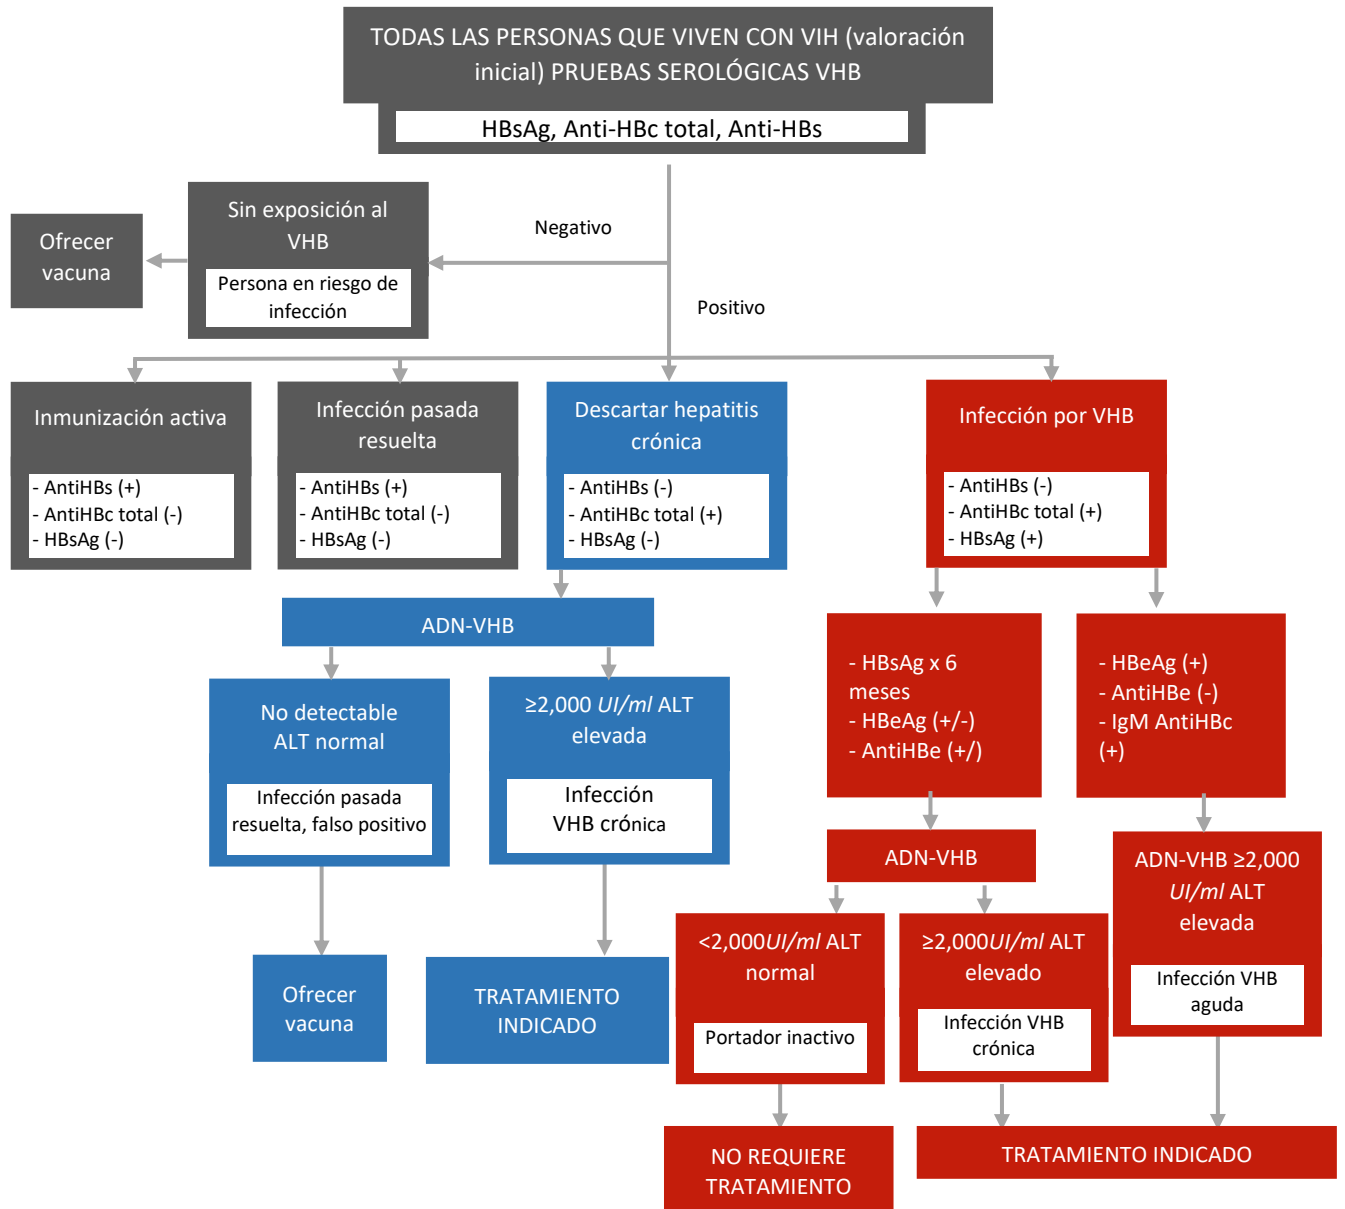 TODAS LAS PERSONAS QUE VIVEN CON VIH (valoración
inicial) PRUEBAS SEROLÓGICAS VHB
HBsAg, Anti-HBc total, Anti-HBs
Sin exposición al
VHB
Persona en riesgo de
infección
Negativo
Ofrecer
vacuna
Positivo
Inmunización activa
- AntiHBs (+)
- AntiHBc total (-)
- HBsAg (-)
Infección pasada
resuelta
- AntiHBs (+)
- AntiHBc total (-)
- HBsAg (-)
Descartar hepatitis
crónica
- AntiHBs (-)
- AntiHBc total (+)
- HBsAg (-)
Infección por VHB
- AntiHBs (-)
- AntiHBc total (+)
- HBsAg (+)
ADN-VHB
No detectable
ALT normal
Infección pasada
resuelta, falso positivo
≥2,000 UI/ml ALT
elevada
Infección
VHB crónica
Ofrecer
vacuna
TRATAMIENTO
INDICADO
- HBsAg x 6
meses
- HBeAg (+/-)
- AntiHBe (+/)
- HBeAg (+)
- AntiHBe (-)
- IgM AntiHBc
(+)
ADN-VHB
<2,000UI/ml ALT
normal
Portador inactivo
≥2,000UI/ml ALT
elevado
Infección VHB
crónica
ADN-VHB ≥2,000
UI/ml ALT
elevada
Infección VHB
aguda
NO REQUIERE
TRATAMIENTO
TRATAMIENTO INDICADO